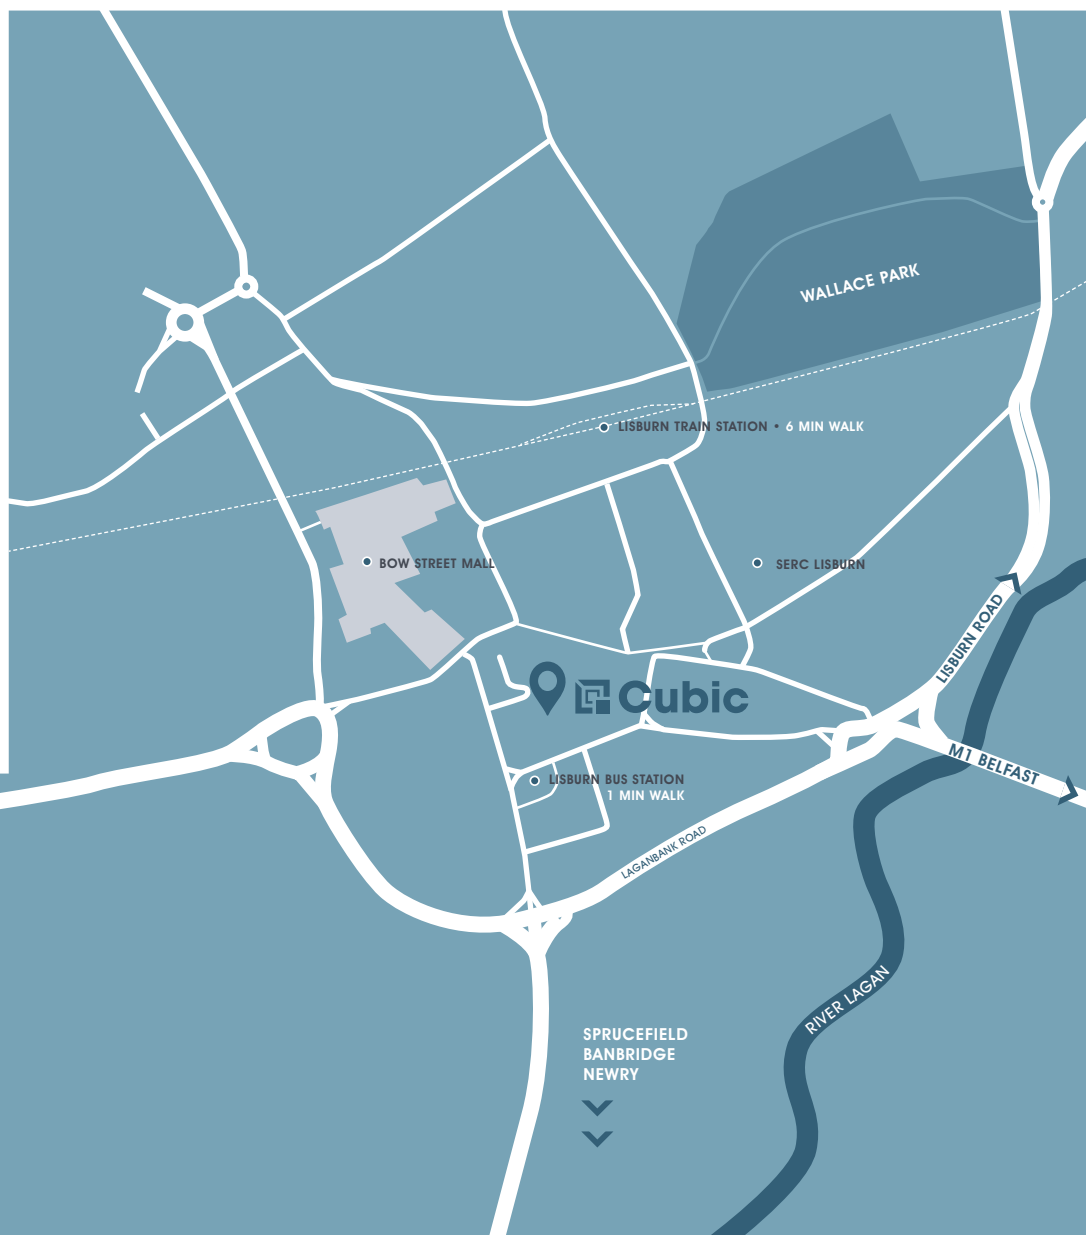 WALLACE PARK
LISBURN TRAIN STATION • 6 MIN WALK
BOW STREET MALL
SERC LISBURN
LISBURN ROAD
Cubic
M1 BELFAST
LISBURN BUS STATION
1 MIN WALK
LAGANBANK ROAD
RIVER LAGAN
SPRUCEFIELD
BANBRIDGE
NEWRY